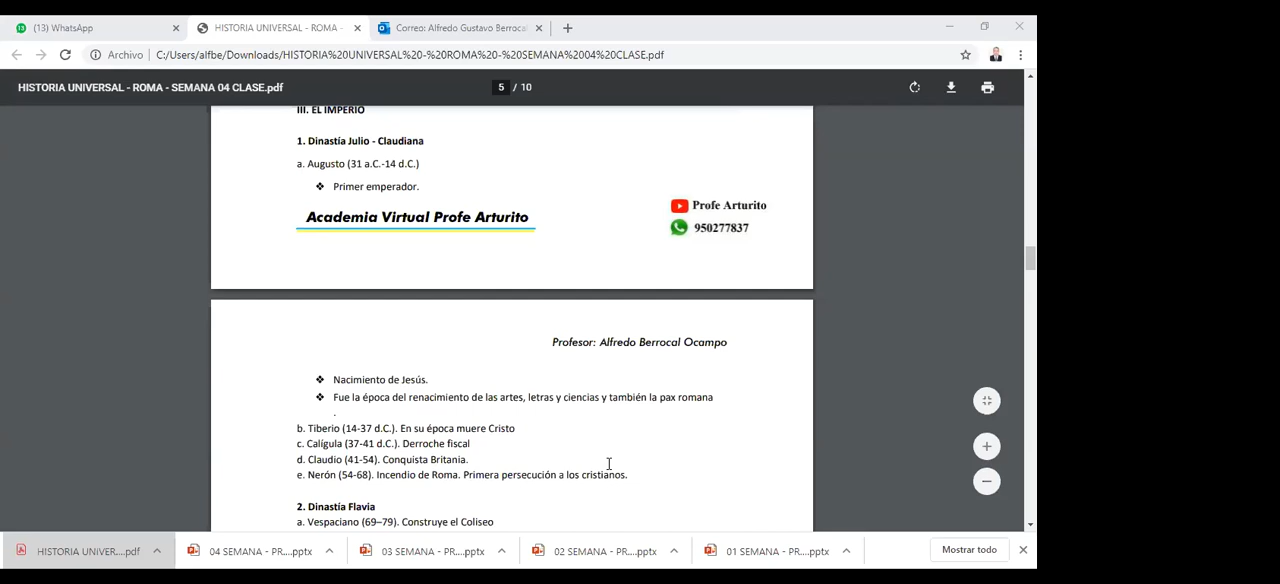 (13) WhatsApp
HISTORIA UNIVERSAL - ROMA -
Correo: Alfredo Gustavo Berrocal
Archivo
C:/Users/alfbe/Downloads/HISTORIA%20UNIVERSAL%20-%20ROMA%20-%20SEMANA%2004%20CLASE.pdf
HISTORIA UNIVERSAL - ROMA - SEMANA 04 CLASE.pdf
5 / 10
III. EL IMPERIO
1. Dinastía Julio - Claudiana
a. Augusto (31 a.C.-14 d.C.)
❖ Primer emperador.
Academia Virtual Profe Arturito
Profe Arturito
950277837
Profesor: Alfredo Berrocal Ocampo
❖ Nacimiento de Jesús.
❖ Fue la época del renacimiento de las artes, letras y ciencias y también la pax romana
.
b. Tiberio (14-37 d.C.). En su época muere Cristo
c. Calígula (37-41 d.C.). Derroche fiscal
d. Claudio (41-54). Conquista Britania.
e. Nerón (54-68). Incendio de Roma. Primera persecución a los cristianos.
2. Dinastía Flavia
a. Vespaciano (69–79). Construye el Coliseo
HISTORIA UNIVER....pdf
04 SEMANA - PR....pptx
03 SEMANA - PR....pptx
02 SEMANA - PR....pptx
01 SEMANA - PR....pptx
Mostrar todo